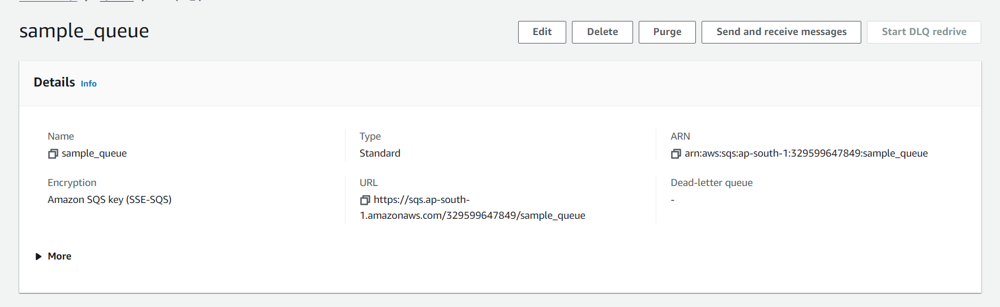 sample_queue
Edit
Delete
Purge
Send and receive messages
Start DLQ redrive
Details Info
Name
sample_queue
Type
Standard
ARN
arn:aws:sqs:ap-south-1:329599647849:sample_queue
Encryption
Amazon SQS key (SSE-SQS)
URL
https://sqs.ap-south-
1.amazonaws.com/329599647849/sample_queue
Dead-letter queue
-
More